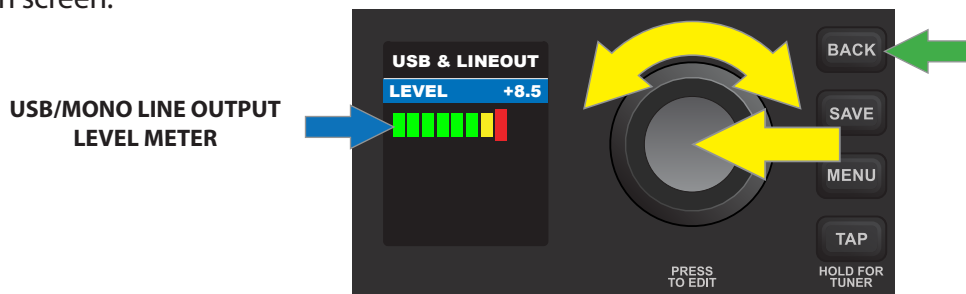 screen.
USB/MONO LINE OUTPUT
LEVEL METER
USB & LINEOUT
LEVEL +8.5
BACK
SAVE
MENU
TAP
PRESS
TO EDIT
HOLD FOR
TUNER